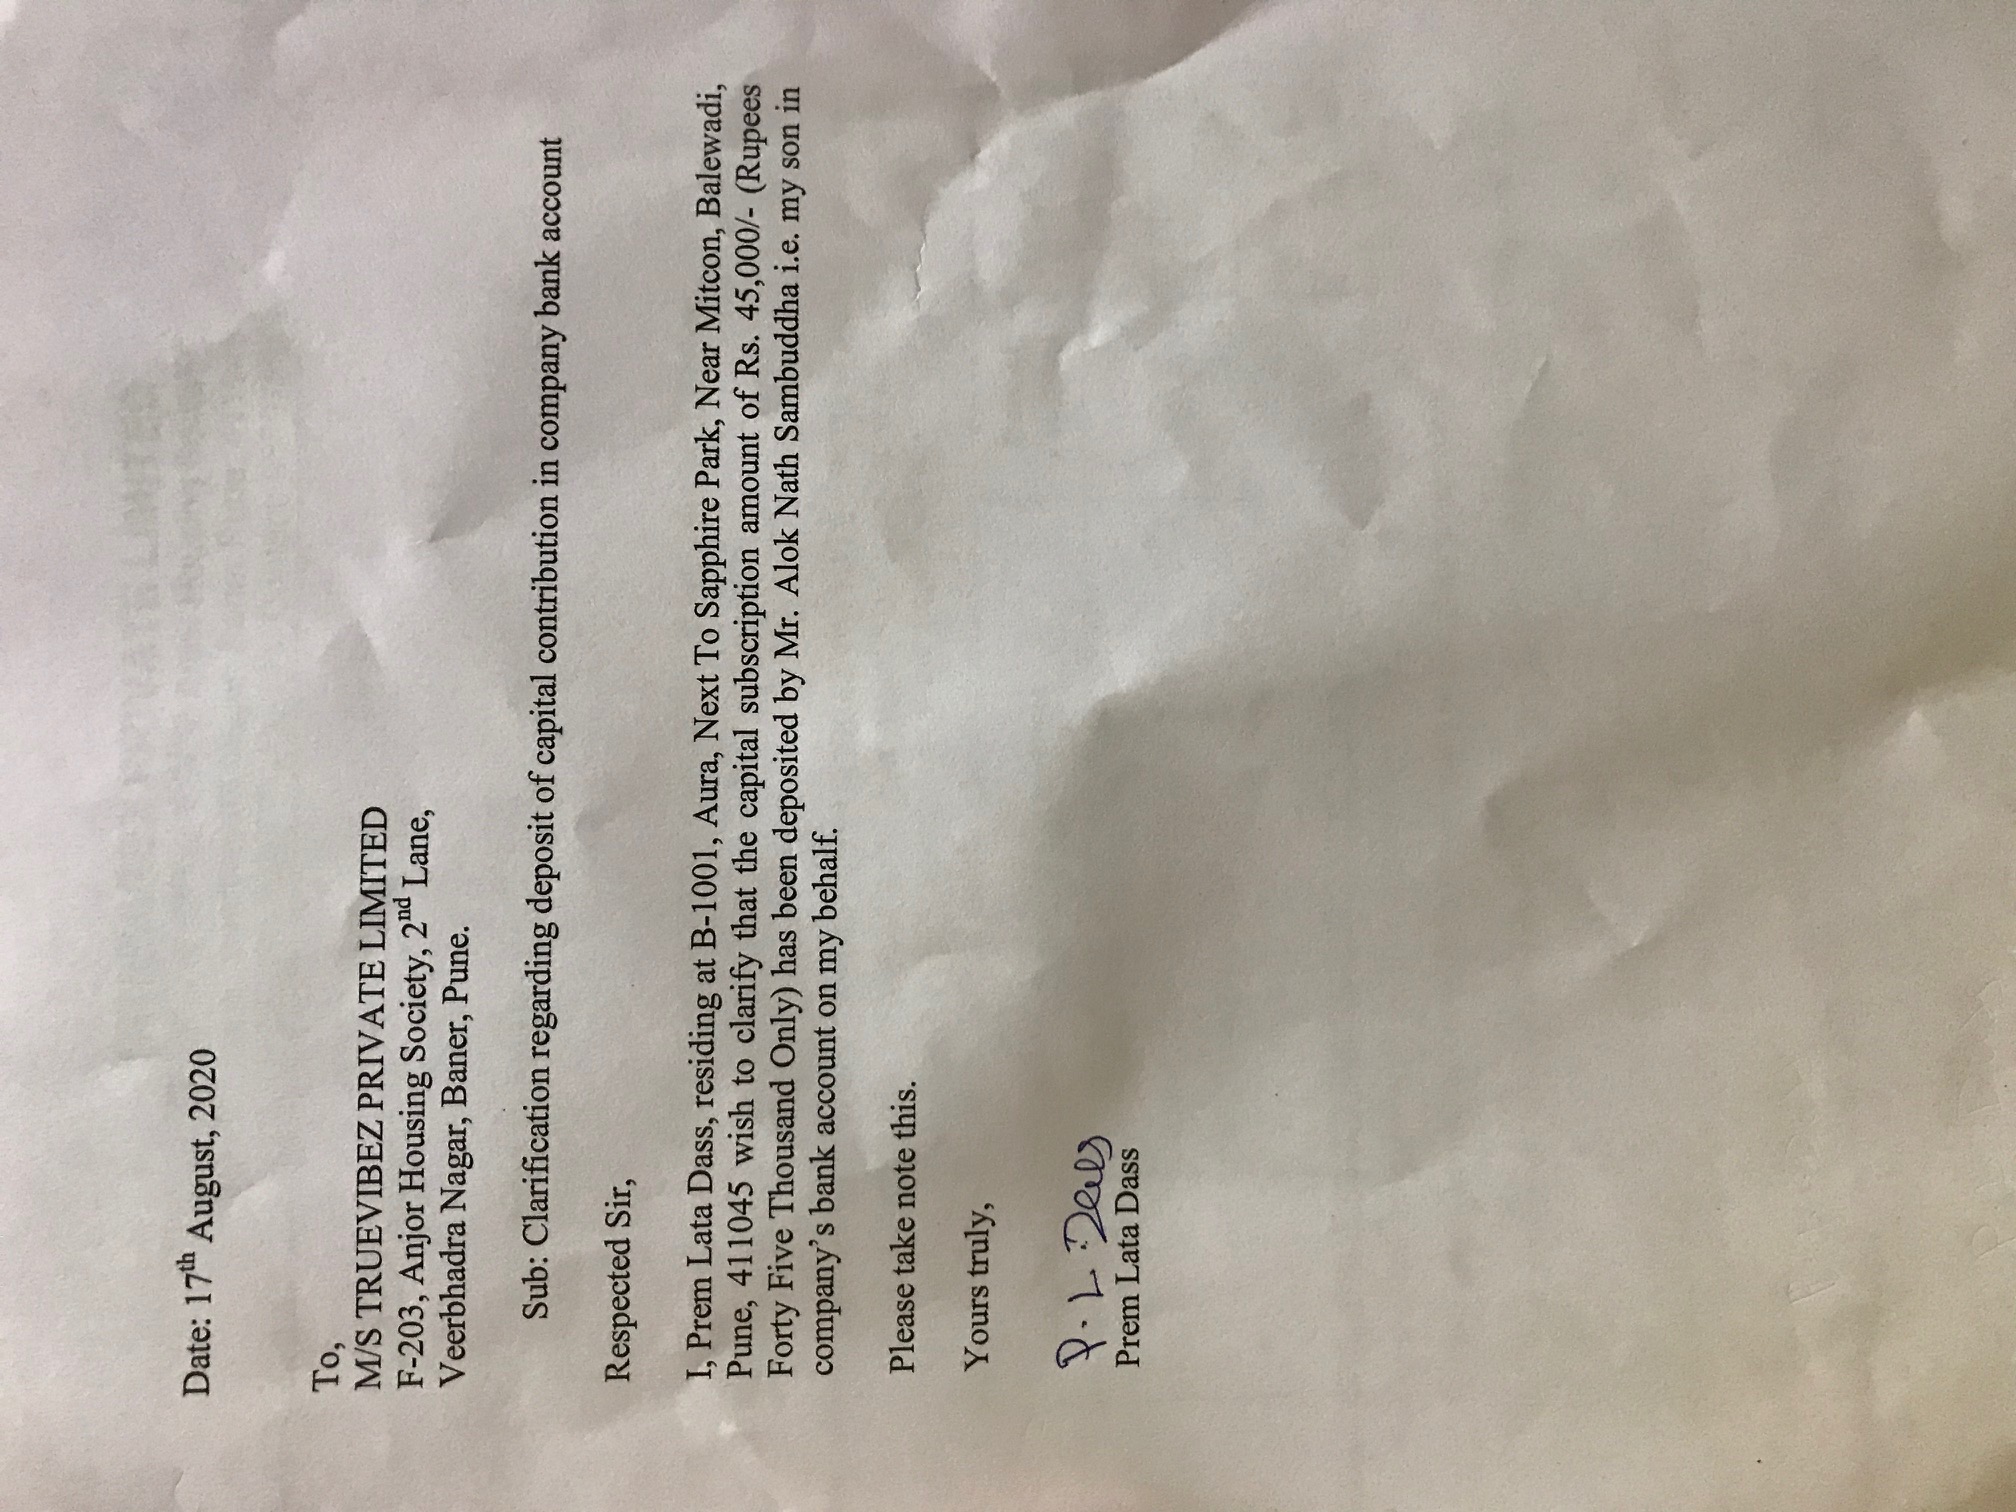 Date: 17th August, 2020
To,
M/S TRUEVIBEZ PRIVATE LIMITED
F-203, Anjor Housing Society, 2nd Lane,
Veerbhadra Nagar, Baner, Pune.
Sub: Clarification regarding deposit of capital contribution in company bank account
Respected Sir,
I, Prem Lata Dass, residing at B-1001, Aura, Next To Sapphire Park, Near Mitcon, Balewadi,
Pune, 411045 wish to clarify that the capital subscription amount of Rs. 45,000/- (Rupees
Forty Five Thousand Only) has been deposited by Mr. Alok Nath Sambuddha i.e. my son in
company's bank account on my behalf.
Please take note this.
Yours truly,
P. L. Dass
Prem Lata Dass